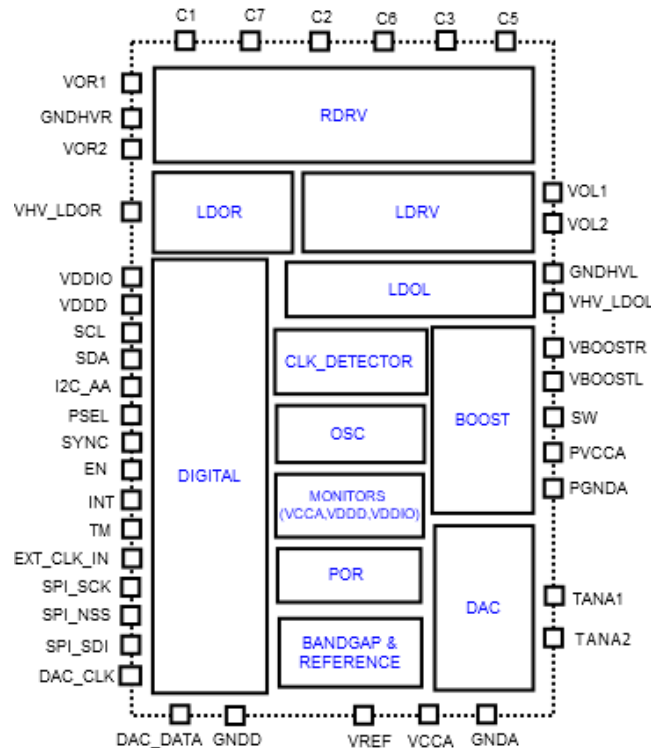 C1 C7 C2 C6 C3 C5
VOR1
GNDHVR
VOR2
RDRV
VHV_LDOR
LDOR
LDRV
VOL1
VOL2
VDDIO
VDDD
SCL
SDA
I2C_AA
PSEL
SYNC
EN
INT
TM
EXT_CLK_IN
SPI_SCK
SPI_NSS
SPI_SDI
DAC_CLK
DIGITAL
LDOL
CLK_DETECTOR
OSC
MONITORS
(VCCA,VDDD,VDDIO)
POR
BANDGAP &
REFERENCE
BOOST
DAC
GNDHVL
VHV_LDOL
VBOOSTR
VBOOSTL
SW
PVCCA
PGNDA
TANA1
TANA2
DAC_DATA GNDD VREF VCCA GNDA